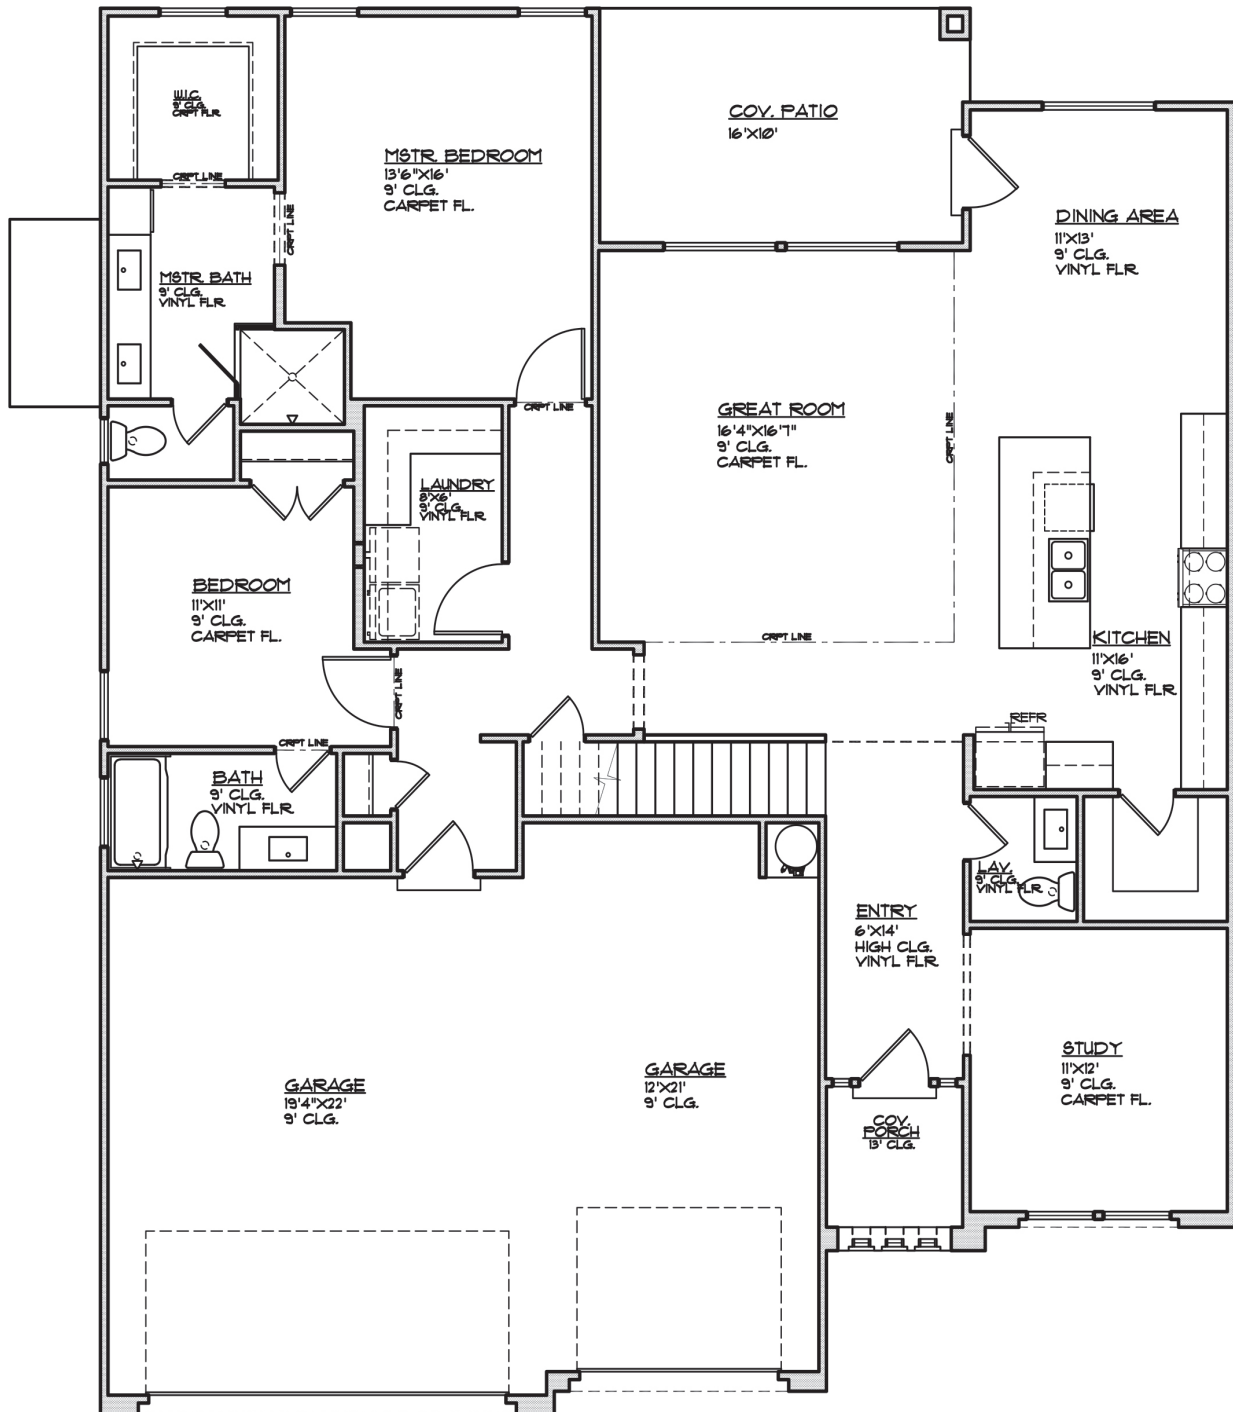 W.I.C.
9' CLG.
CRPT FLR.
CRPT LINE
MSTR. BEDROOM
13'6"X16'
9' CLG.
CARPET FL.
COV. PATIO
16'X10'
DINING AREA
11'X13'
9' CLG.
VINYL FLR.
CRPT LINE
MSTR. BATH
9' CLG.
VINYL FLR.
CRPT LINE
GREAT ROOM
16'4"X16'7"
9' CLG.
CARPET FL.
CRPT LINE
LAUNDRY
8'X6'
9' CLG.
VINYL FLR.
BEDROOM
11'X11'
9' CLG.
CARPET FL.
CRPT LINE
KITCHEN
11'X16'
9' CLG.
VINYL FLR.
CRPT LINE
REFR
CRPT LINE
BATH
9' CLG.
VINYL FLR.
LAV.
9' CLG.
VINYL FLR
ENTRY
6'X14'
HIGH CLG.
VINYL FLR.
GARAGE
19'4"X22'
9' CLG.
GARAGE
12'X21'
9' CLG.
STUDY
11'X12'
9' CLG.
CARPET FL.
COV.
PORCH
13' CLG.